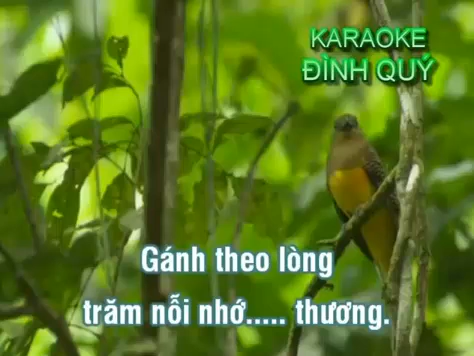 KARAOKE
ĐÌNH QUÝ
Gánh theo lòng
trăm nỗi nhớ..... thương.